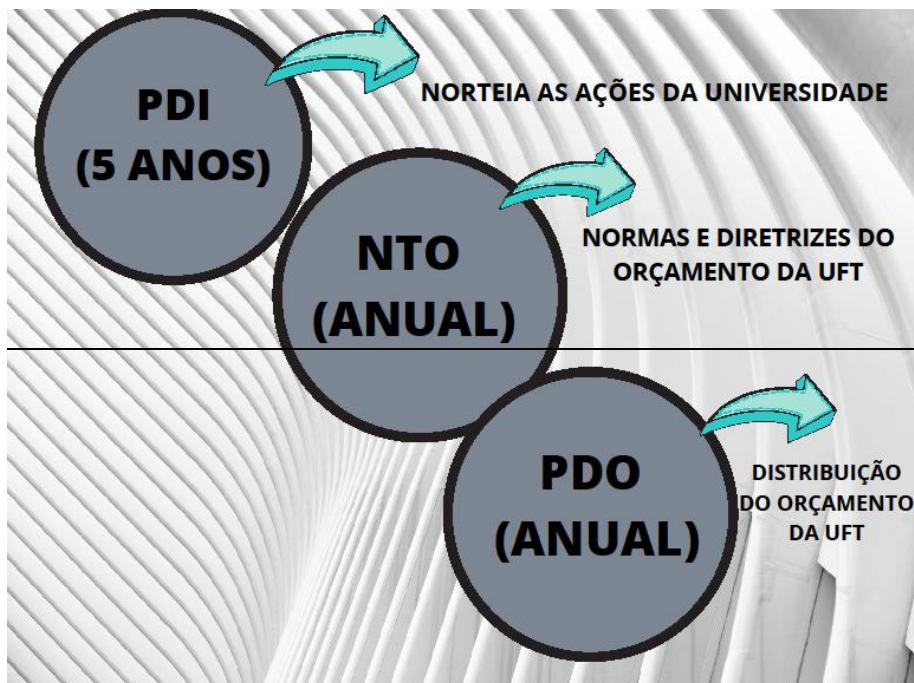 PDI
(5 ANOS)
NORTEIA AS AÇÕES DA UNIVERSIDADE
NTO
(ANUAL)
NORMAS E DIRETRIZES DO
ORÇAMENTO DA UFT
PDO
(ANUAL)
DISTRIBUIÇÃO
DO ORÇAMENTO
DA UFT